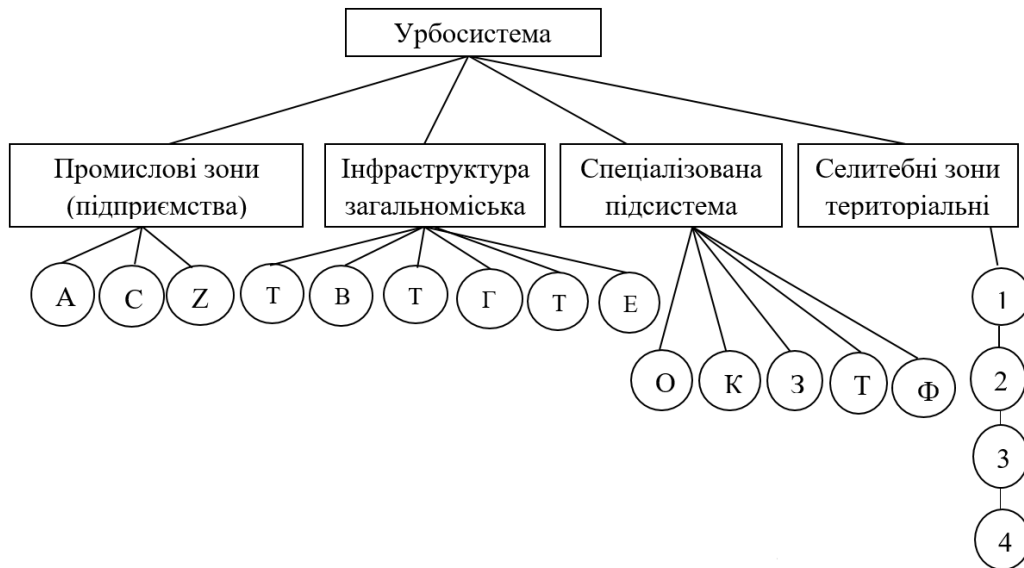 Урбосистема
Промислові зони
(підприємства)
Інфраструктура
загальноміська
Спеціалізована
підсистема
Селитебні зони
територіальні
А
С
Z
Т
В
Т
Г
Т
Е
1
О
К
З
Т
Ф
2
3
4